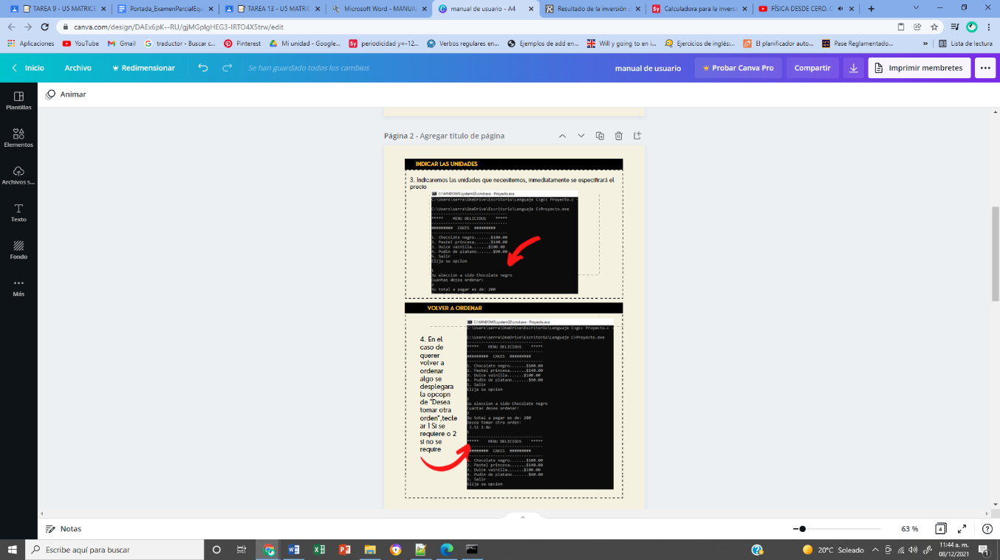 TAREA 9 - U5 MATRICE
Portada_ExamenParcialEqu
TAREA 13 - U5 MATRIC
Microsoft Word - MANUA
manual de usuario - A4
Resultado de la inversión
Calculadora para la invers
FÍSICA DESDE CERO. C
canva.com/design/DAEx6pK--RU/gjMGplgHEG3-IRTO4X5trw/edit
Aplicaciones
YouTube
Gmail
traductor - Buscar c...
Pinterest
Mi unidad - Google...
periodicidad y=-12...
Verbos regulares en...
Ejemplos de add en...
Will y going to en i...
Ejercicios de inglés:...
El planificador auto...
Pase Reglamentado...
»
Lista de lectura
Inicio
Archivo
Redimensionar
Se han guardado todos los cambios
manual de usuario
Probar Canva Pro
Compartir
Imprimir membretes
Animar
Plantillas
Elementos
Archivos s...
Texto
Fondo
Más
Página 2 - Agregar título de página
INDICAR LAS UNIDADES
3. Indicaremos las unidades que necesitemos, inmediatamente se especifirará el
precio
C:\WINDOWS\system32\cmd.exe - Proyecto.exe
C:\Users\serra\OneDrive\Escritorio\Lenguaje C>gcc Proyecto.c -
C:\Users\serra\OneDrive\Escritorio\Lenguaje C>Proyecto.exe
--------------------------------
***** MENU DELICIOUS *****
--------------------------------
######### CAKES #########
--------------------------------
1. Chocolate negro.......$100.00
2. Pastel princesa.......$140.00
3. Dulce vainilla.......$100.00
4. Pudin de platano.......$90.00
5. Salir
Elija su opcion
1
Su eleccion a sido Chocolate negro
Cuantas desea ordenar:
2
Su total a pagar es de: 200
VOLVER A ORDENAR
4. En el
caso de
querer
volver a
ordenar
algo se
desplegara
la opcopn
de "Desea
tomar otra
orden",tecle
ar 1 Si se
requiere o 2
si no se
require
C:\WINDOWS\system32\cmd.exe - Proyecto.exe
C:\Users\serra\OneDrive\Escritorio\Lenguaje C>gcc Proyecto.c -
C:\Users\serra\OneDrive\Escritorio\Lenguaje C>Proyecto.exe
--------------------------------
***** MENU DELICIOUS *****
--------------------------------
######### CAKES #########
--------------------------------
1. Chocolate negro.......$100.00
2. Pastel princesa.......$140.00
3. Dulce vainilla.......$100.00
4. Pudin de platano.......$90.00
5. Salir
Elija su opcion
1
Su eleccion a sido Chocolate negro
Cuantas desea ordenar:
2
Su total a pagar es de: 200
Desea tomar otra orden:
1.Si 2.No
1
--------------------------------
***** MENU DELICIOUS *****
--------------------------------
######## CAKES #########
--------------------------------
1. Chocolate negro.......$100.00
2. Pastel princesa.......$140.00
3. Dulce vainilla.......$100.00
4. Pudin de platano.......$90.00
5. Salir
Elija su opcion
Notas
63 %
4
Escribe aquí para buscar
20°C Soleado
11:44 a. m.
08/12/2021
1